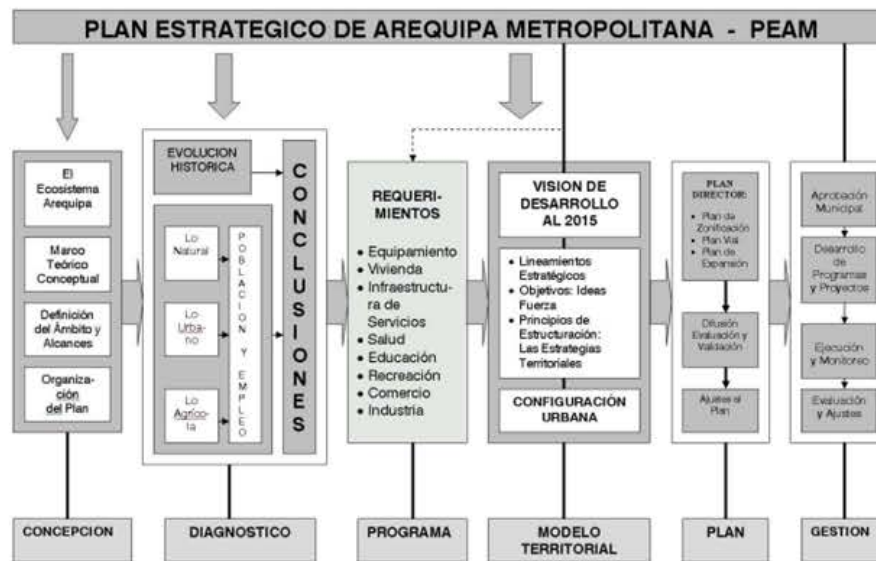 PLAN ESTRATEGICO DE AREQUIPA METROPOLITANA - PEAM
El
Ecosistema
Arequipa
Marco
Teórico
Conceptual
Definición
del Ámbito y
Alcances
Organiza-
ción
del Plan
CONCEPCION
EVOLUCION
HISTORICA
Lo
Natural
Lo
Urba-
no
Lo
Agríco-
la
POBLACION Y EMPLEO
CONCLUSIONES
DIAGNOSTICO
REQUERI-
MIENTOS
• Equipamiento
• Vivienda
• Infraestructu-
ra de
Servicios
• Salud
• Educación
• Recreación
• Comercio
• Industria
PROGRAMA
VISION DE
DESARROLLO
AL 2015
• Lineamientos
Estratégicos
• Objetivos: Ideas
Fuerza
• Principios de
Estructuración:
Las Estrategias
Territoriales
CONFIGURACIÓN
URBANA
MODELO
TERRITORIAL
PLAN
DIRECTOR:
• Plan de
Zonificación
• Plan Vial
• Plan de
Expansión
Difusión
Evaluación y
Validación
Ajustes al
Plan
PLAN
Aprobación
Municipal
Desarrollo
de
Programas
y Proyectos
Ejecución
y Monitoreo
Evaluación
y Ajustes
GESTION